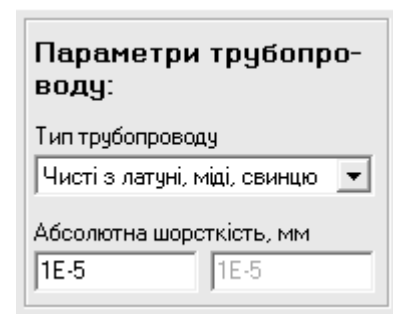 Параметри трубопро-
воду:
Тип трубопроводу
Чисті з латуні, міді, свинцю
Абсолютна шорсткість, мм
1E-5 1E-5